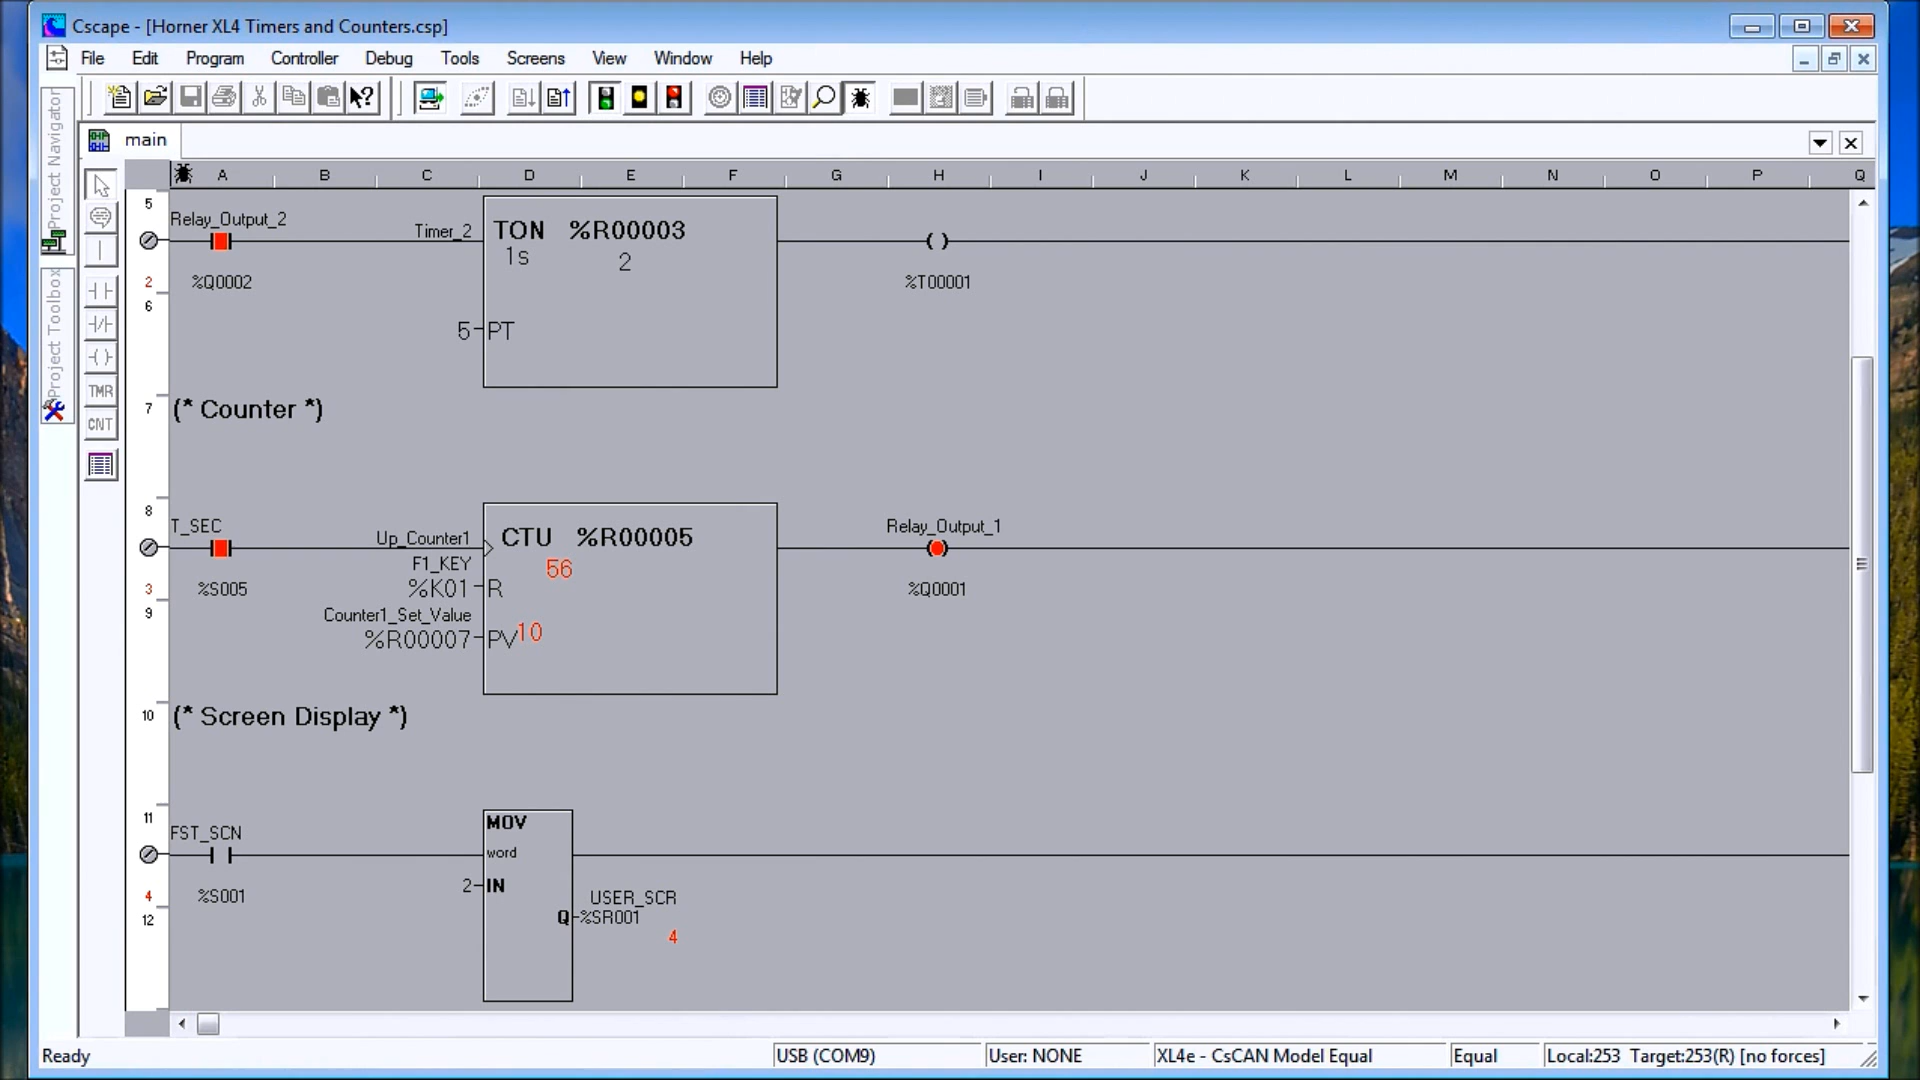 Cscape - [Horner XL4 Timers and Counters.csp]
File Edit Program Controller Debug Tools Screens View Window Help
Project Navigator
Project Toolbox
main
A B C D E F G H I J K L M N O P Q
5
Relay_Output_2
Timer_2
TON %R00003
1s
2
%Q0002
%T00001
2
6
5
PT
TMR
CNT
7
(* Counter *)
8
T_SEC
Up_Counter1
CTU %R00005
Relay_Output_1
F1_KEY
56
%K01
R
%S005
%Q0001
3
9
Counter1_Set_Value
%R00007
PV
10
10
(* Screen Display *)
11
FST_SCN
MOV
word
2
IN
%S001
4
12
USER_SCR
Q
%SR001
4
Ready
USB (COM9)
User: NONE
XL4e - CsCAN Model Equal
Equal
Local:253 Target:253(R) [no forces]